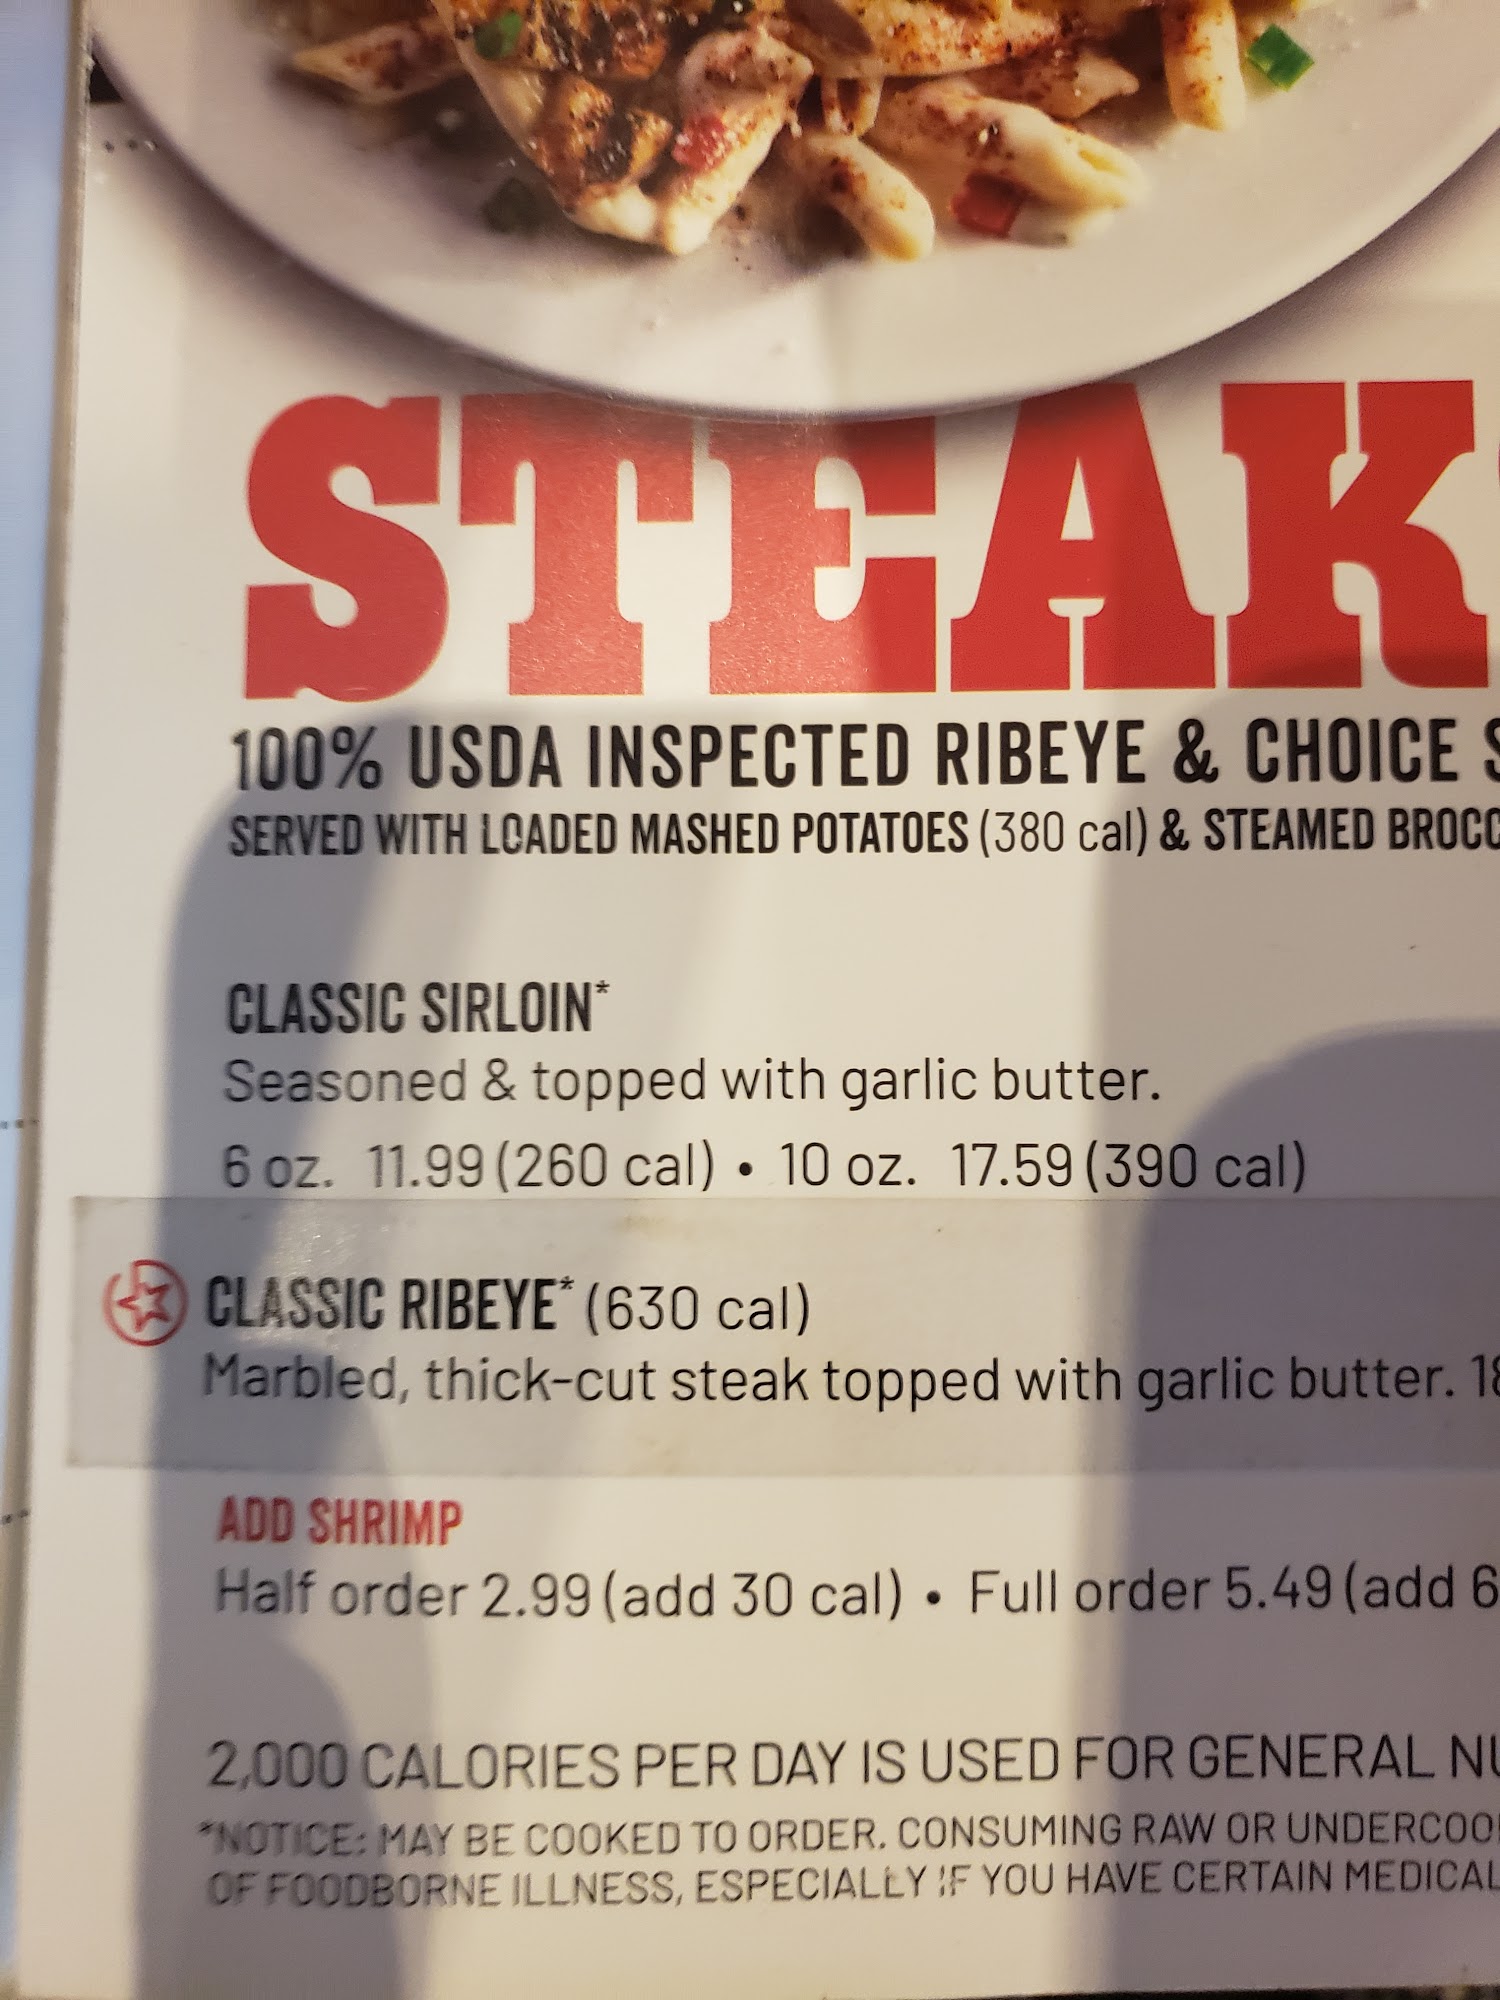 STEAK
100% USDA INSPECTED RIBEYE & CHOICE
SERVED WITH LOADED MASHED POTATOES (380 cal) & STEAMED
CLASSIC SIRLOIN*
Seasoned & topped with garlic butter.
6 oz. 11.99 (260 cal) • 10 oz. 17.59 (390 cal)
CLASSIC RIBEYE* (630 cal)
Marbled, thick-cut steak topped with garlic butter.
ADD SHRIMP
Half order 2.99 (add 30 cal) • Full order 5.49 (add
2,000 CALORIES PER DAY IS USED FOR GENERAL
*NOTICE: MAY BE COOKED TO ORDER. CONSUMING RAW OR
OF FOODBORNE ILLNESS, ESPECIALLY IF YOU HAVE CERTAIN MEDICAL